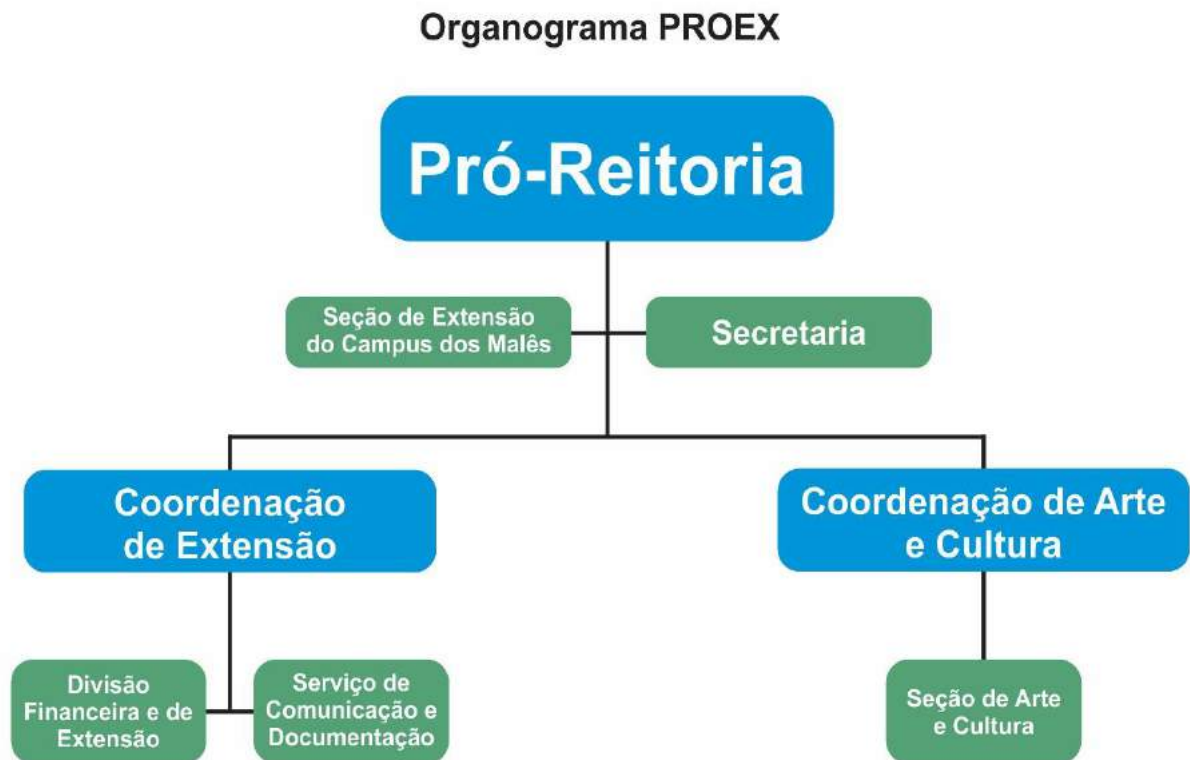 Organograma PROEX
Pró-Reitoria
Seção de Extensão
do Campus dos Malês
Secretaria
Coordenação
de Extensão
Coordenação de Arte
e Cultura
Divisão
Financeira e de
Extensão
Serviço de
Comunicação e
Documentação
Seção de Arte
e Cultura